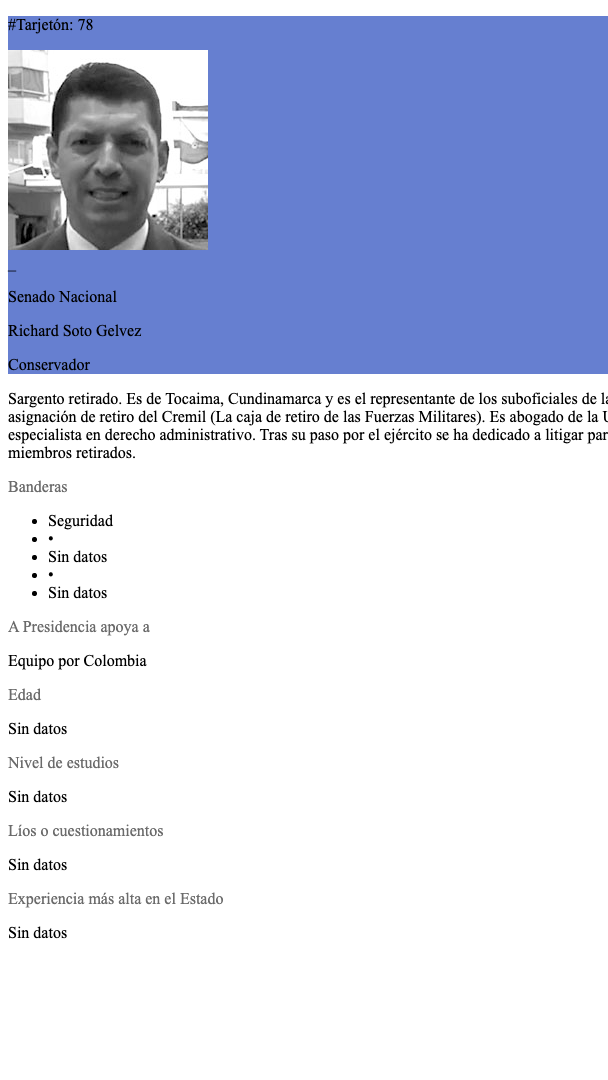 #Tarjetón: 78
_
Senado Nacional
Richard Soto Gelvez
Conservador
Sargento retirado. Es de Tocaima, Cundinamarca y es el representante de los suboficiales de
asignación de retiro del Cremil (La caja de retiro de las Fuerzas Militares). Es abogado de la
especialista en derecho administrativo. Tras su paso por el ejército se ha dedicado a litigar
miembros retirados.
Banderas
• Seguridad
• •
• Sin datos
• •
• Sin datos
A Presidencia apoya a
Equipo por Colombia
Edad
Sin datos
Nivel de estudios
Sin datos
Líos o cuestionamientos
Sin datos
Experiencia más alta en el Estado
Sin datos